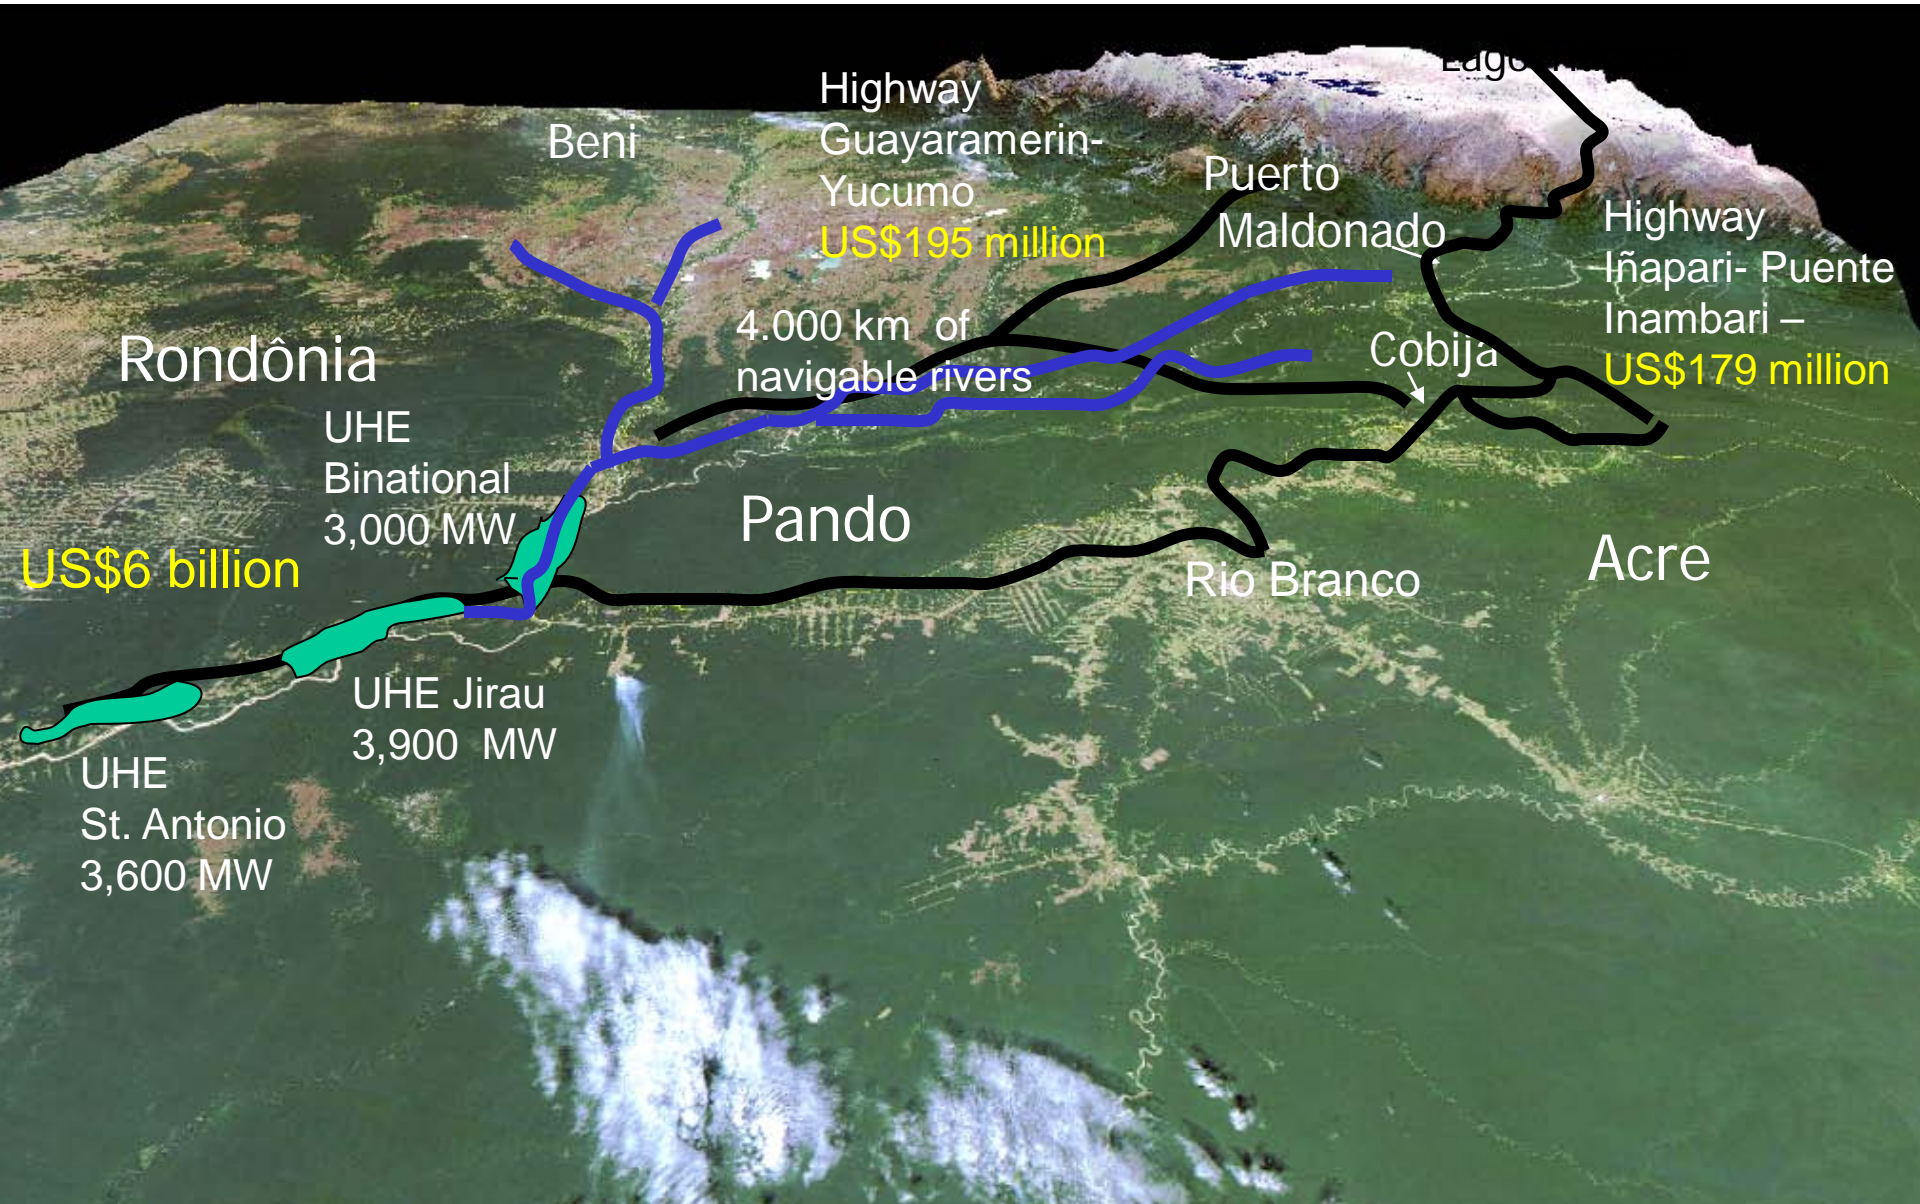 Beni
Highway
Guayaramerin-
Yucumo
US$195 million
Puerto
Maldonado
Highway
Iñapari- Puente
Inambari –
US$179 million
4.000 km of
navigable rivers
Cobija
Rondônia
UHE
Binational
3,000 MW
US$6 billion
Pando
Acre
Rio Branco
UHE Jirau
3,900 MW
UHE
St. Antonio
3,600 MW